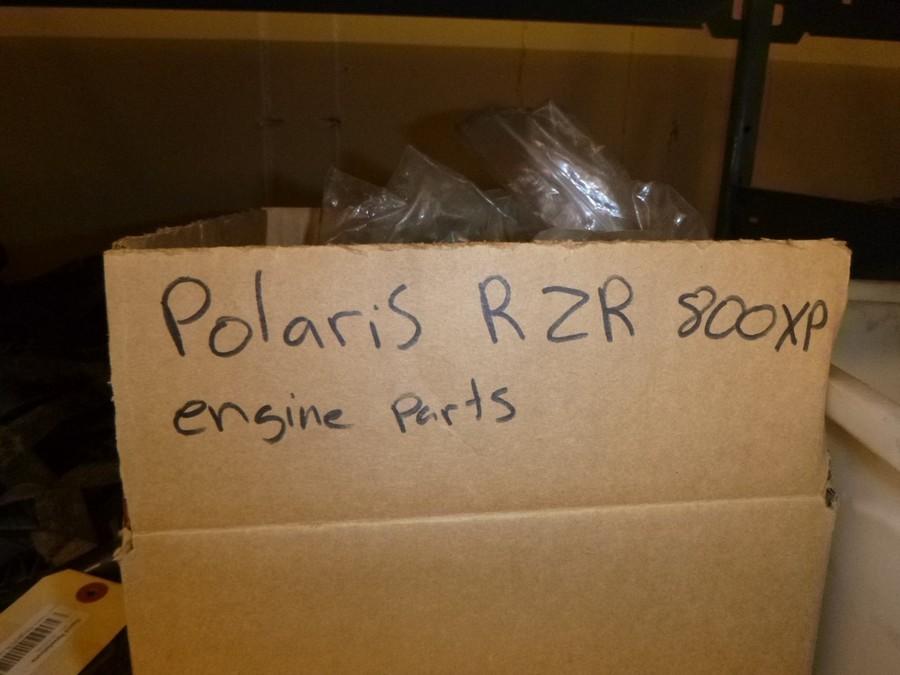 Polaris RZR 800XP
engine parts